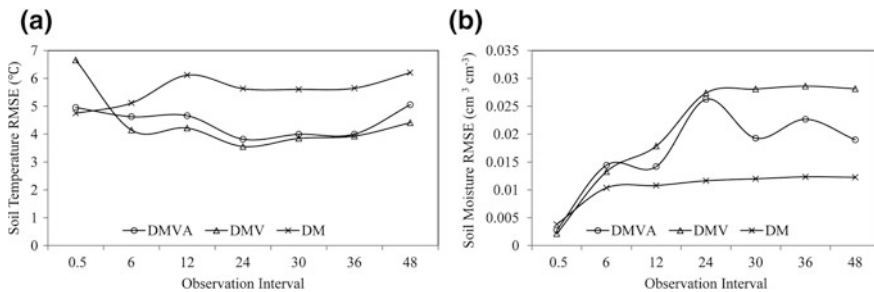 (a)
Soil Temperature RMSE (℃)
7
6
5
4
3
2
1
0
DMVA DMV DM
0.5 6 12 24 30 36 48
Observation Interval
(b)
Soil Moisture RMSE (cm³ cm⁻³)
0.035
0.03
0.025
0.02
0.015
0.01
0.005
0
DMVA DMV DM
0.5 6 12 24 30 36 48
Observation Interval